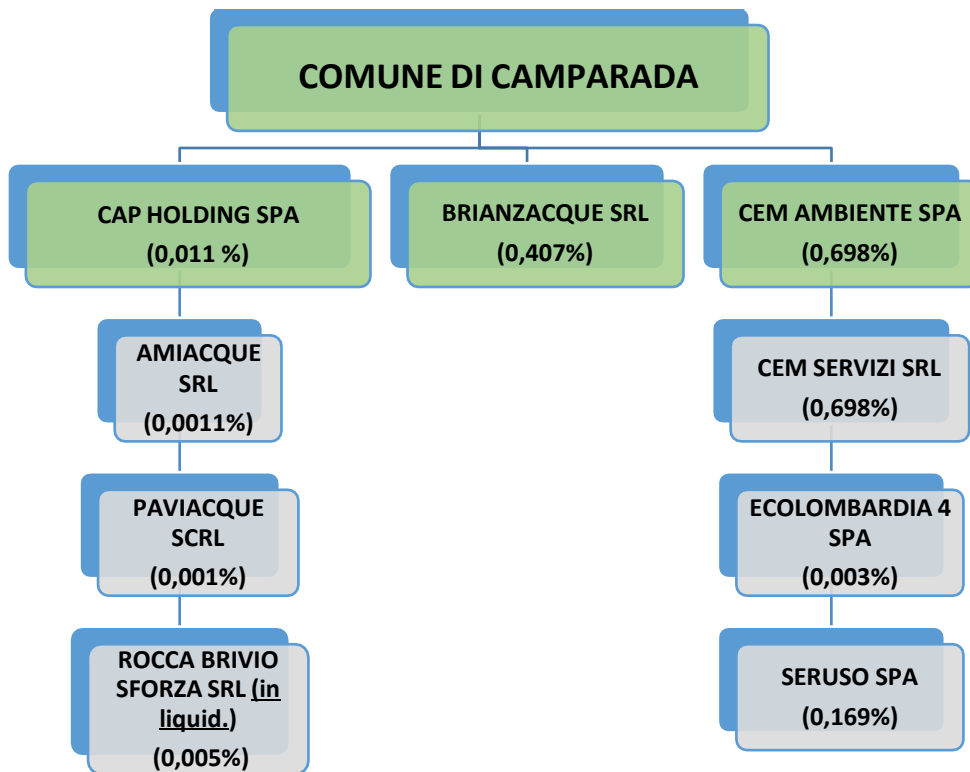 COMUNE DI CAMPARADA
CAP HOLDING SPA
(0,011 %)
BRIANZACQUE SRL
(0,407%)
CEM AMBIENTE SPA
(0,698%)
AMIACQUE
SRL
(0,0011%)
CEM SERVIZI SRL
(0,698%)
PAVIACQUE
SCRL
(0,001%)
ECOLOMBARDIA 4
SPA
(0,003%)
ROCCA BRIVIO
SFORZA SRL (in
liquid.)
(0,005%)
SERUSO SPA
(0,169%)